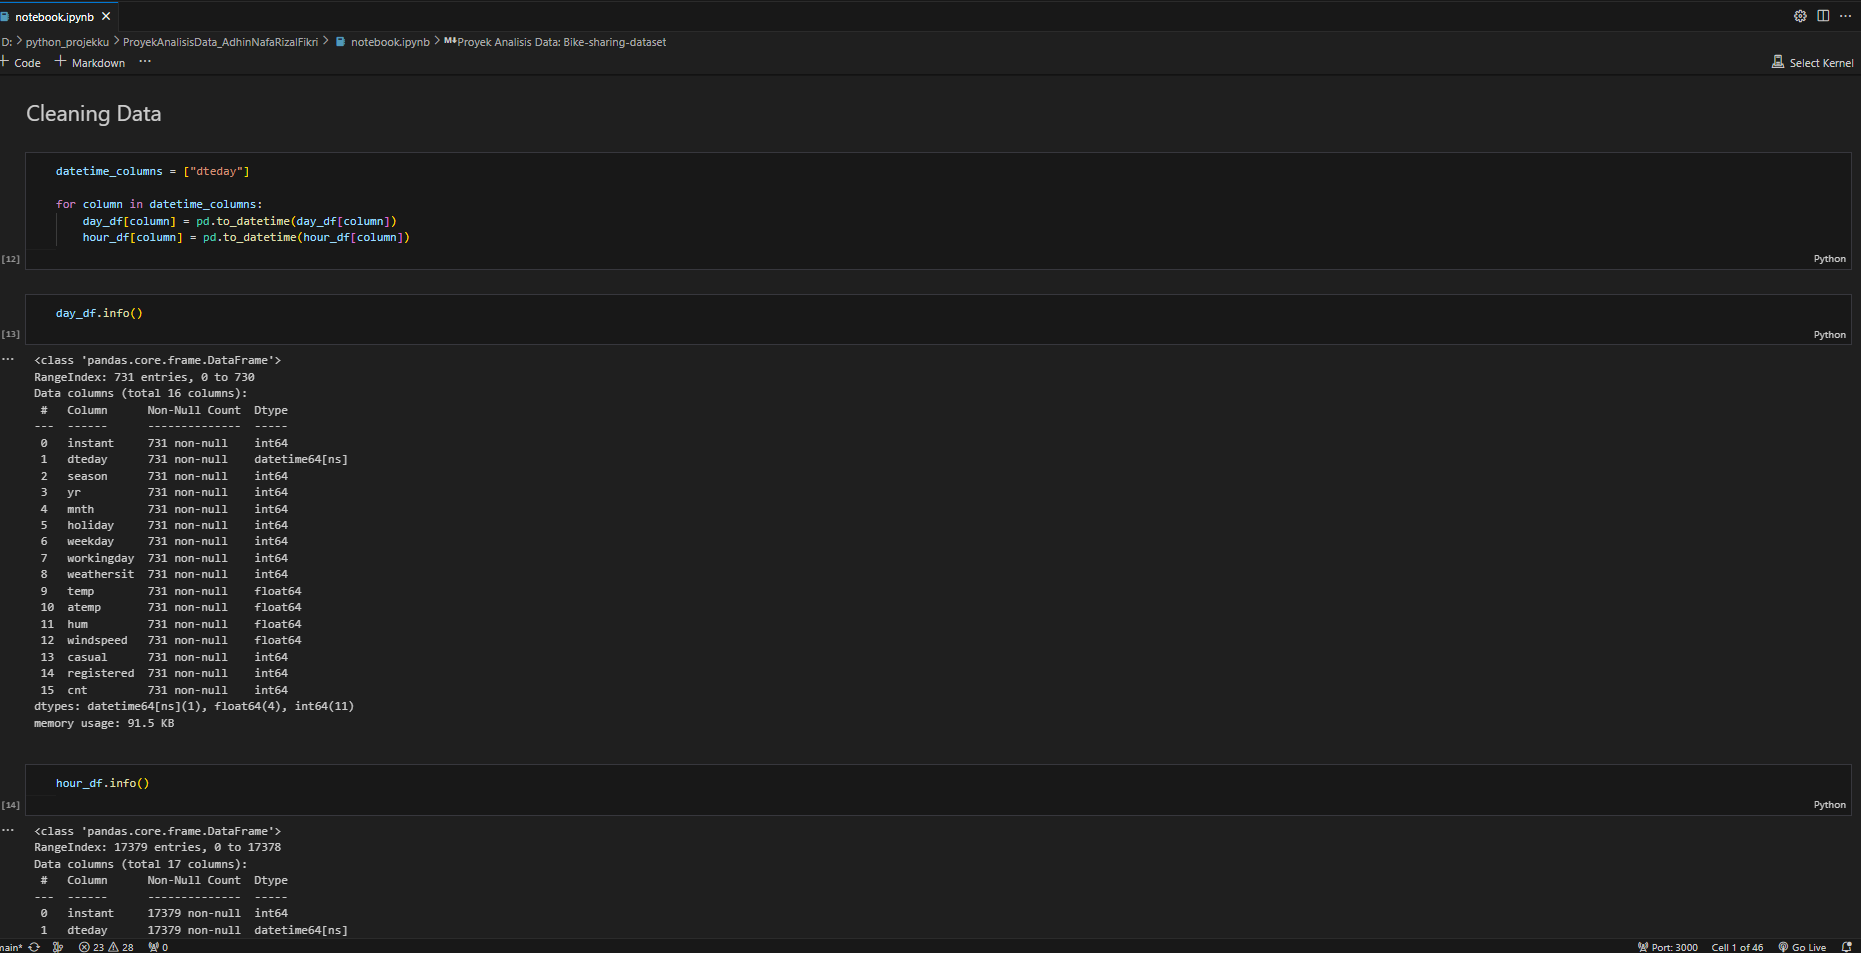 notebook.ipynb
D: > python_projekku > ProyekAnalisisData_AdhinNafaRizalFikri > notebook.ipynb > M↓Proyek Analisis Data: Bike-sharing-dataset
+ Code + Markdown ···
Select Kernel
Cleaning Data
datetime_columns = ["dteday"]
for column in datetime_columns:
    day_df[column] = pd.to_datetime(day_df[column])
    hour_df[column] = pd.to_datetime(hour_df[column])
[12]
Python
day_df.info()
[13]
Python
<class 'pandas.core.frame.DataFrame'>
RangeIndex: 731 entries, 0 to 730
Data columns (total 16 columns):
 #   Column      Non-Null Count  Dtype
---  ------      --------------  -----
 0   instant     731 non-null    int64
 1   dteday      731 non-null    datetime64[ns]
 2   season      731 non-null    int64
 3   yr          731 non-null    int64
 4   mnth        731 non-null    int64
 5   holiday     731 non-null    int64
 6   weekday     731 non-null    int64
 7   workingday  731 non-null    int64
 8   weathersit  731 non-null    int64
 9   temp        731 non-null    float64
 10  atemp       731 non-null    float64
 11  hum         731 non-null    float64
 12  windspeed   731 non-null    float64
 13  casual      731 non-null    int64
 14  registered  731 non-null    int64
 15  cnt         731 non-null    int64
dtypes: datetime64[ns](1), float64(4), int64(11)
memory usage: 91.5 KB
hour_df.info()
[14]
Python
<class 'pandas.core.frame.DataFrame'>
RangeIndex: 17379 entries, 0 to 17378
Data columns (total 17 columns):
 #   Column      Non-Null Count  Dtype
---  ------      --------------  -----
 0   instant     17379 non-null  int64
 1   dteday      17379 non-null  datetime64[ns]
main* 23 28 0
Port: 3000 Cell 1 of 46 Go Live